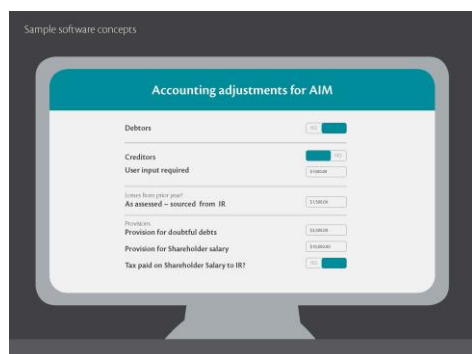 Sample software concepts
Accounting adjustments for AIM
Debtors
Creditors
User input required
Losses from prior year?
As assessed – sourced from IR
Provisions
Provision for doubtful debts
Provision for Shareholder salary
Tax paid on Shareholder Salary to IR?